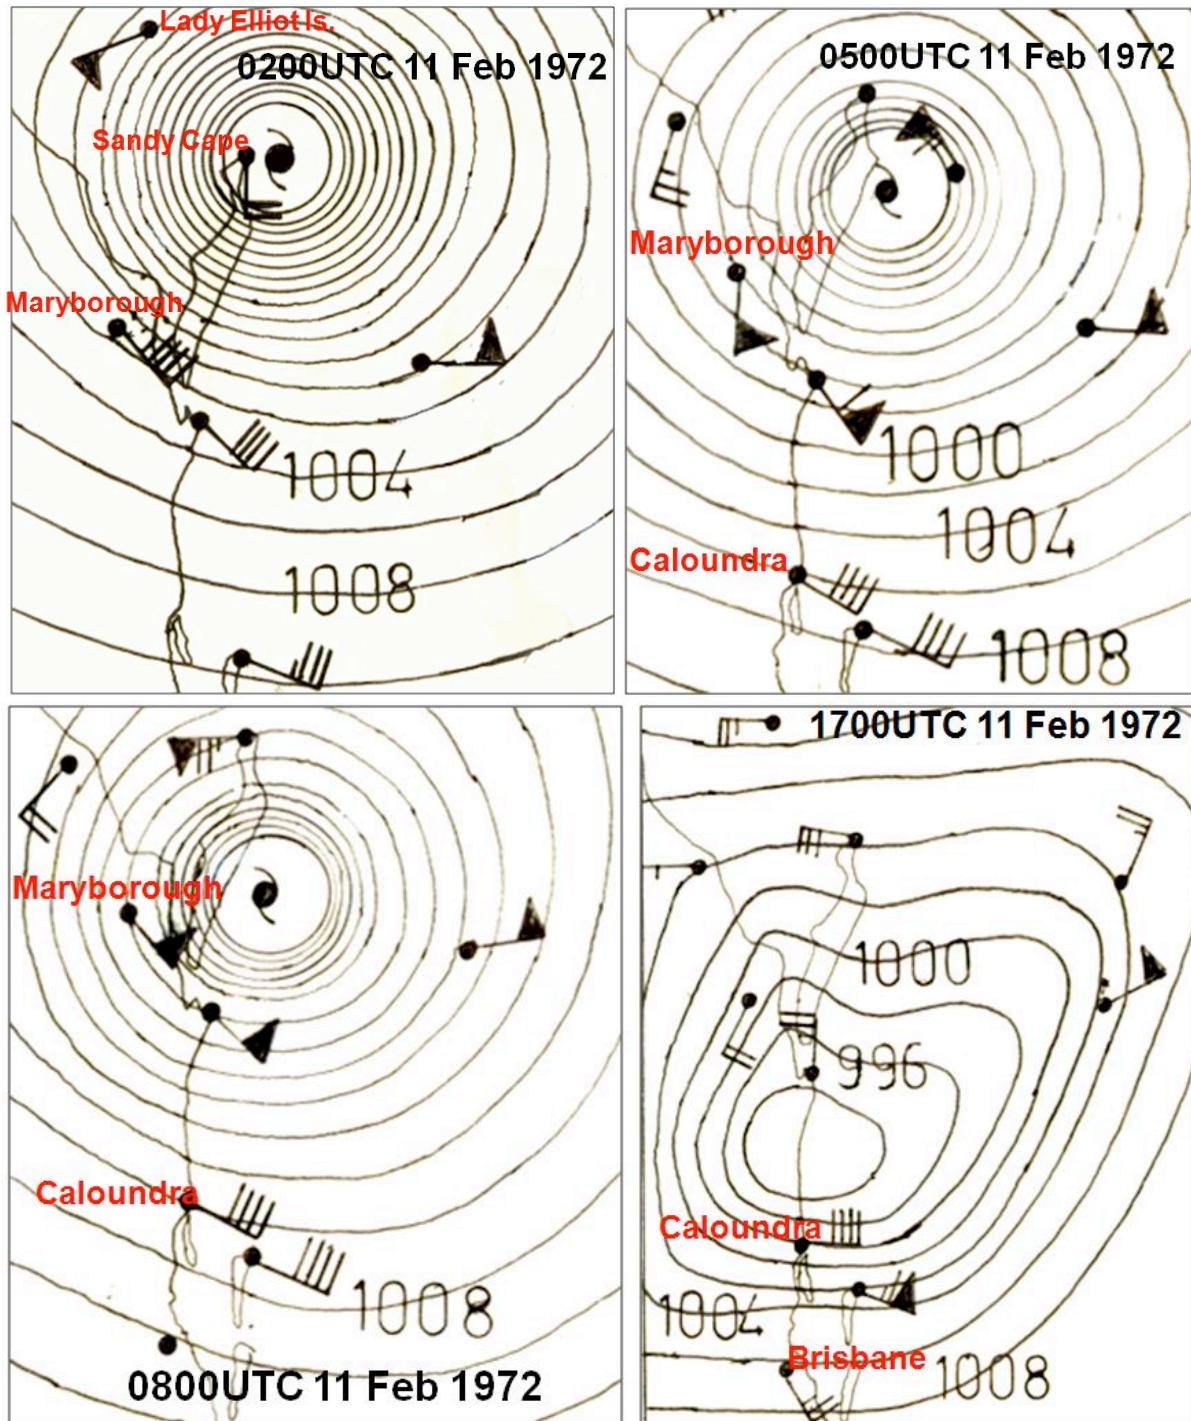 Lady Elliot Is.
0200UTC 11 Feb 1972
Sandy Cape
Maryborough
1004
1008
0500UTC 11 Feb 1972
Maryborough
1000
1004
Caloundra
1008
Maryborough
Caloundra
1008
0800UTC 11 Feb 1972
1700UTC 11 Feb 1972
1000
996
Caloundra
1004
Brisbane
1008